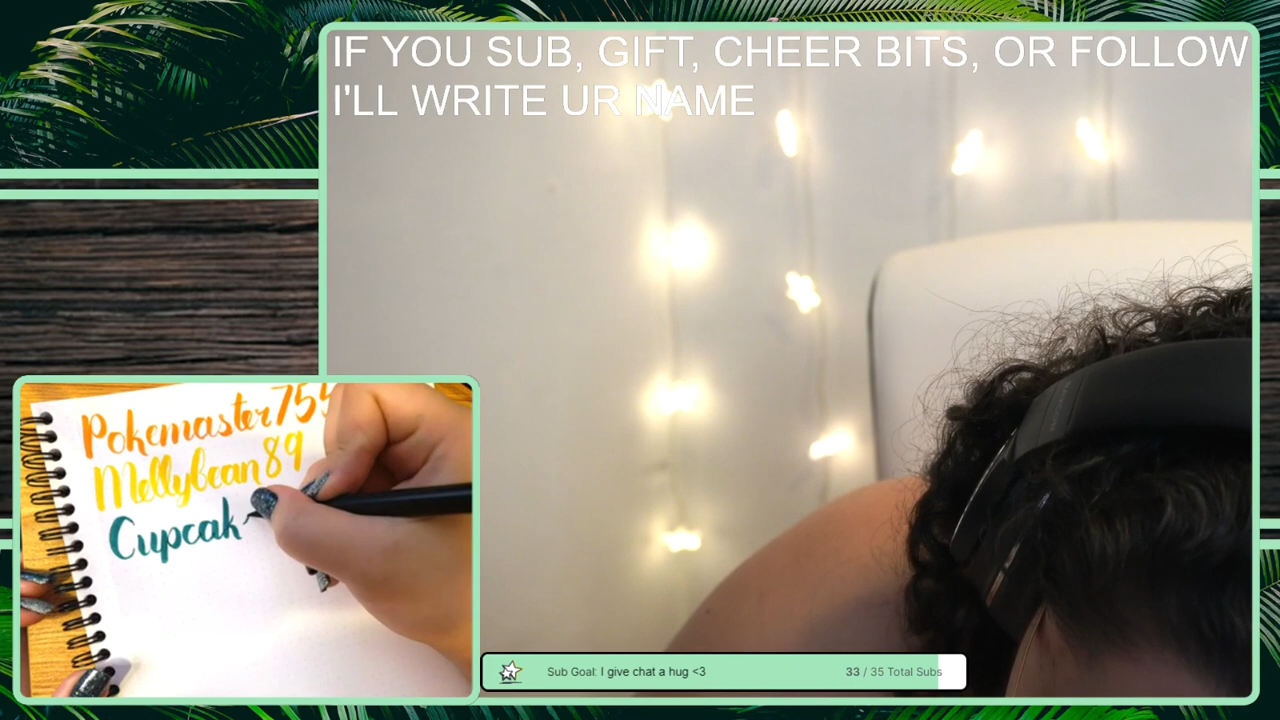 IF YOU SUB, GIFT, CHEER BITS, OR FOLLOW
I'LL WRITE UR NAME
Pokemaster755
Mellybean89
Cupcak
Sub Goal: I give chat a hug <3
33 / 35 Total Subs